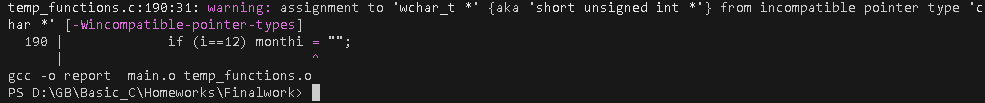 temp_functions.c:190:31: warning: assignment to 'wchar_t *' {aka 'short unsigned int *'} from incompatible pointer type 'c
har *' [-Wincompatible-pointer-types]
  190 |             if (i==12) monthi = "";
      |                               ^
gcc -o report  main.o temp_functions.o
PS D:\GB\Basic_C\Homeworks\Finalwork>